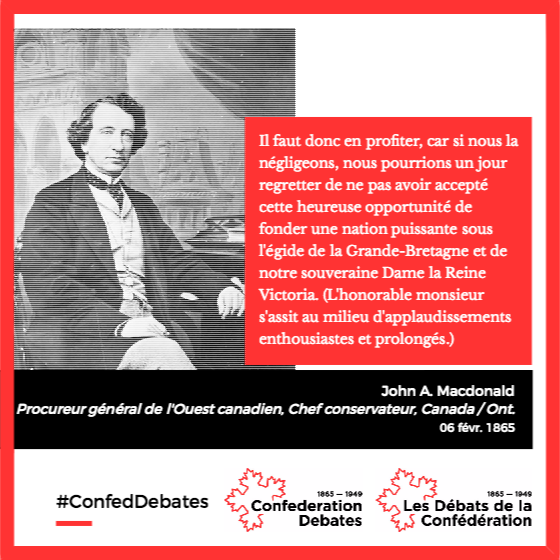 Il faut donc en profiter, car si nous la
négligeons, nous pourrions un jour
regretter de ne pas avoir accepté
cette heureuse opportunité de
fonder une nation puissante sous
l'égide de la Grande-Bretagne et de
notre souveraine Dame la Reine
Victoria. (L'honorable monsieur
s'assit au milieu d'applaudissements
enthousiastes et prolongés.)
John A. Macdonald
Procureur général de l'Ouest canadien, Chef conservateur, Canada / Ont.
06 févr. 1865
#ConfedDebates
1865 — 1949
Confederation
Debates
1865 — 1949
Les Débats de la
Confédération